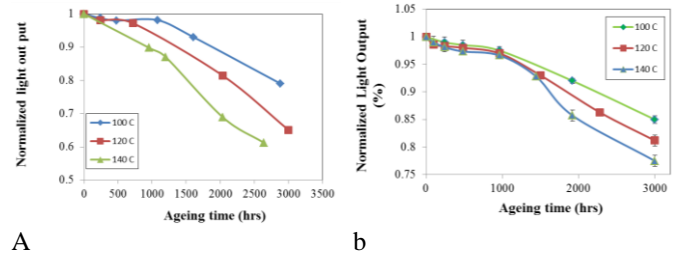 1
0.9
0.8
0.7
0.6
0.5
0 500 1000 1500 2000 2500 3000 3500
Normalized light out put
Ageing time (hrs)
100 C
120 C
140 C
A
1.05
1
0.95
0.9
0.85
0.8
0.75
0 1000 2000 3000
Normalized Light Output
(%)
Ageing time (hrs)
100 C
120 C
140 C
b